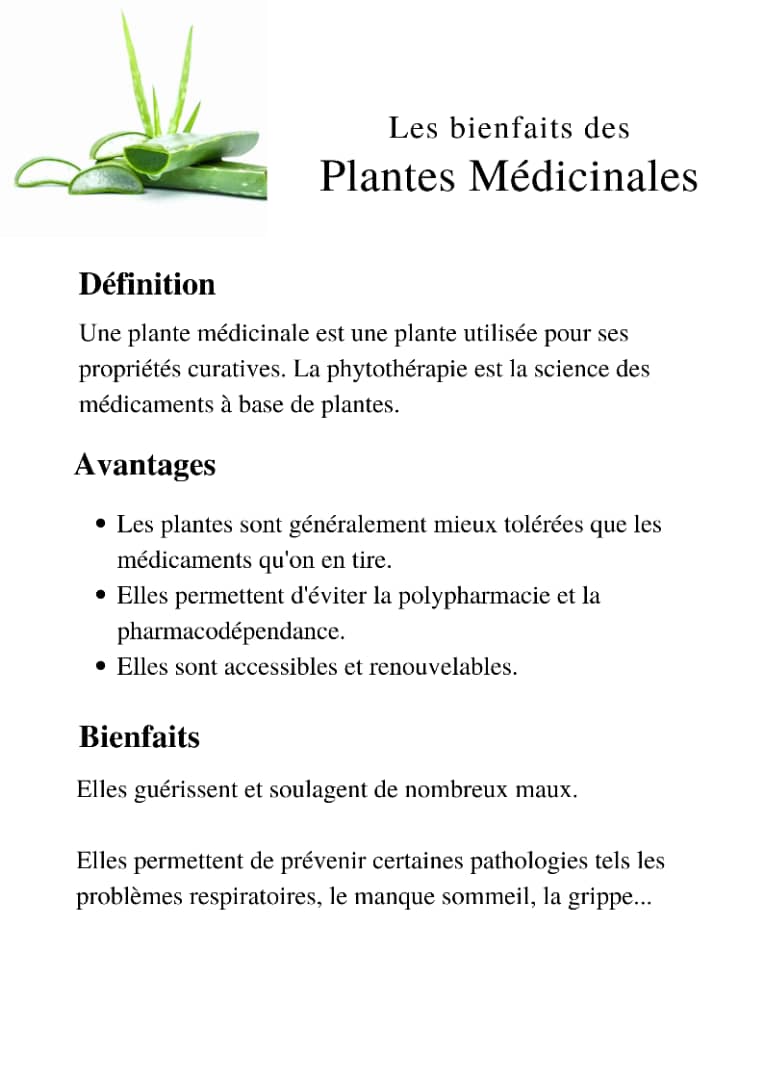 Les bienfaits des
Plantes Médicinales
Définition
Une plante médicinale est une plante utilisée pour ses
propriétés curatives. La phytothérapie est la science des
médicaments à base de plantes.
Avantages
• Les plantes sont généralement mieux tolérées que les
médicaments qu'on en tire.
• Elles permettent d'éviter la polypharmacie et la
pharmacodépendance.
• Elles sont accessibles et renouvelables.
Bienfaits
Elles guérissent et soulagent de nombreux maux.
Elles permettent de prévenir certaines pathologies tels les
problèmes respiratoires, le manque sommeil, la grippe...